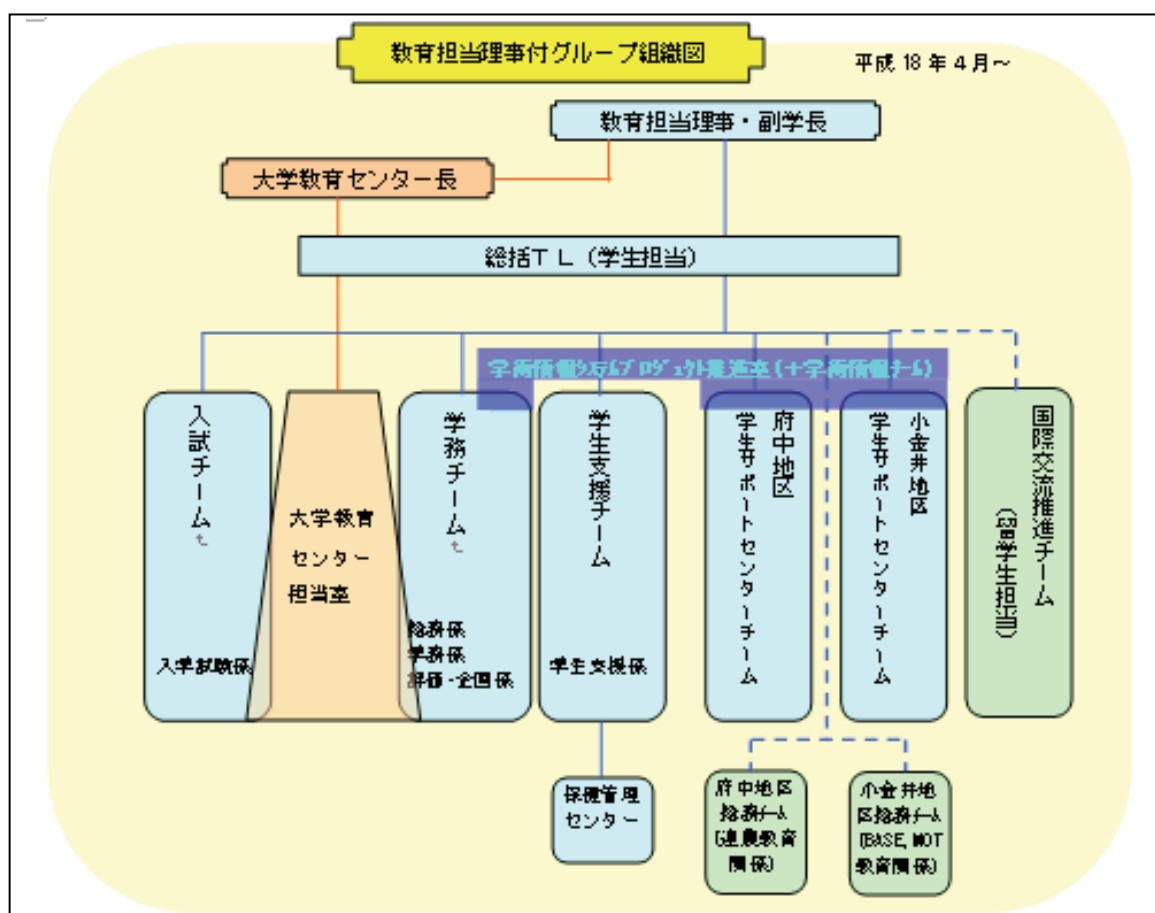 教育担当理事付グループ組織図
平成 18 年 4 月～
教育担当理事・副学長
大学教育センター長
総括ＴＬ（学生担当）
学術情報システムプロジェクト推進室(＋学術情報チーム)
入試チーム
入学試験係
大学教育
センター
担当室
学務チーム
総務係
学務係
評価・企画係
学生支援チーム
学生支援係
府中地区
学生サポートセンターチーム
小金井地区
学生サポートセンターチーム
国際交流推進チーム
(留学生担当)
保健管理
センター
府中地区
総務チーム
(連農教育
関係)
小金井地
区総務チーム
(BASE, MOT
教育関係)